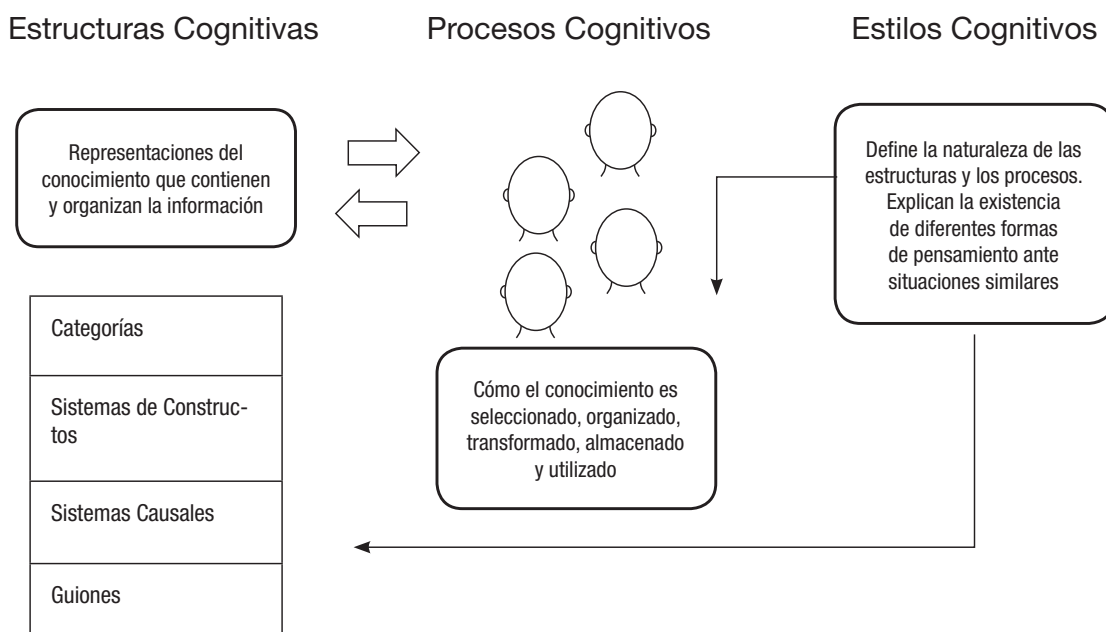 Estructuras Cognitivas
Procesos Cognitivos
Estilos Cognitivos
Representaciones del
conocimiento que contienen
y organizan la información
Categorías
Sistemas de Construc-
tos
Sistemas Causales
Guiones
Cómo el conocimiento es
seleccionado, organizado,
transformado, almacenado
y utilizado
Define la naturaleza de las
estructuras y los procesos.
Explican la existencia
de diferentes formas
de pensamiento ante
situaciones similares